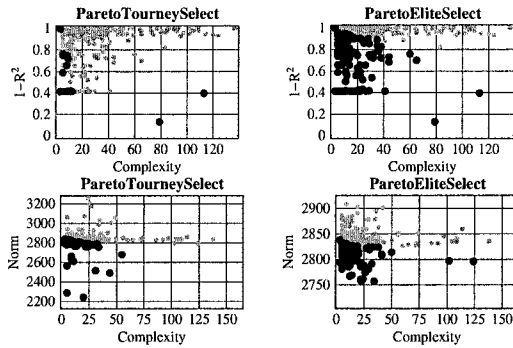 ParetoTourneySelect
ParetoEliteSelect
1
0.8
0.6
0.4
0.2
0
1-R²
0 20 40 60 80 100 120
Complexity
1
0.8
0.6
0.4
0.2
0
1-R²
0 20 40 60 80 100 120
Complexity
ParetoTourneySelect
ParetoEliteSelect
3200
3000
2800
2600
2400
2200
Norm
0 25 50 75 100 125 150
Complexity
2900
2850
2800
2750
Norm
0 25 50 75 100 125 150
Complexity